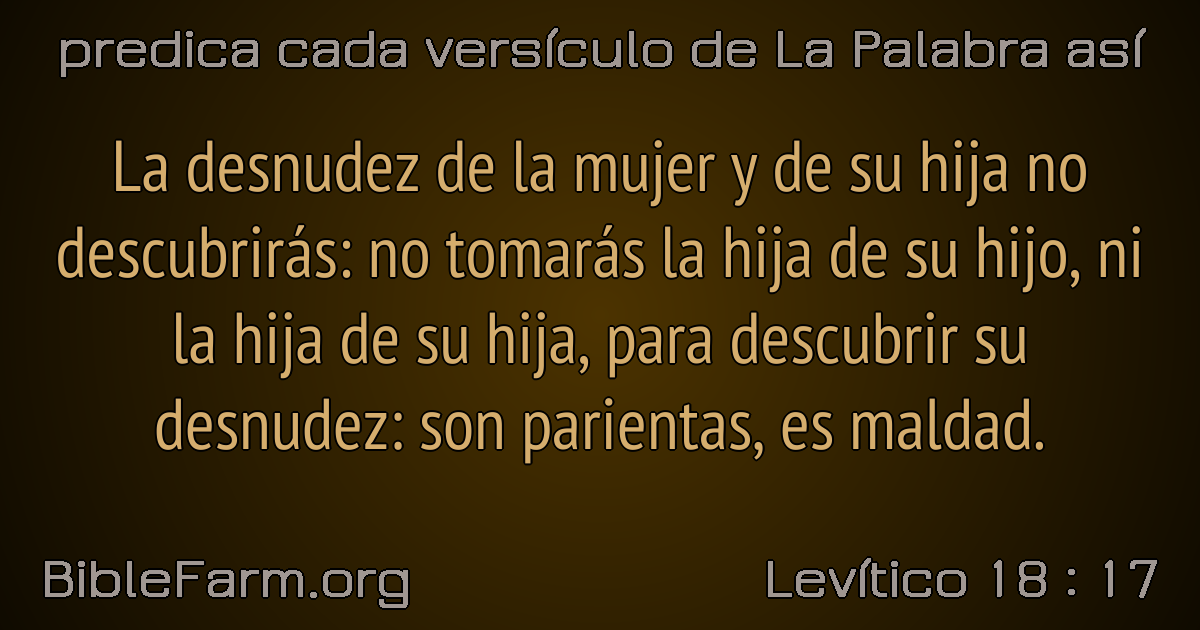 predica cada versículo de La Palabra así
La desnudez de la mujer y de su hija no
descubrirás: no tomarás la hija de su hijo, ni
la hija de su hija, para descubrir su
desnudez: son parientas, es maldad.
BibleFarm.org
Levítico 18 : 17